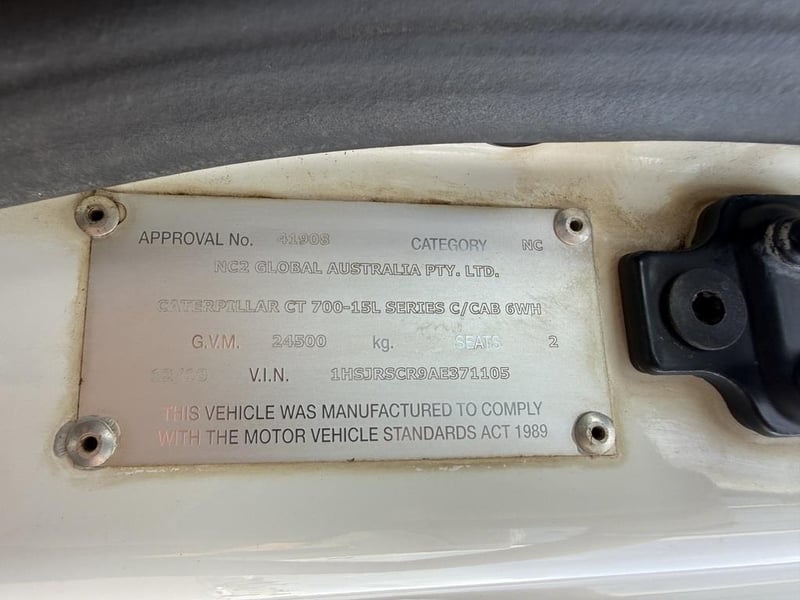 APPROVAL No. 41908 CATEGORY NC
NC2 GLOBAL AUSTRALIA PTY. LTD.
CATERPILLAR CT 700-15L SERIES C/CAB 6WH
G.V.M. 24500 kg. SEATS 2
V.I.N. 1HSJRSCR9AE371105
THIS VEHICLE WAS MANUFACTURED TO COMPLY
WITH THE MOTOR VEHICLE STANDARDS ACT 1989